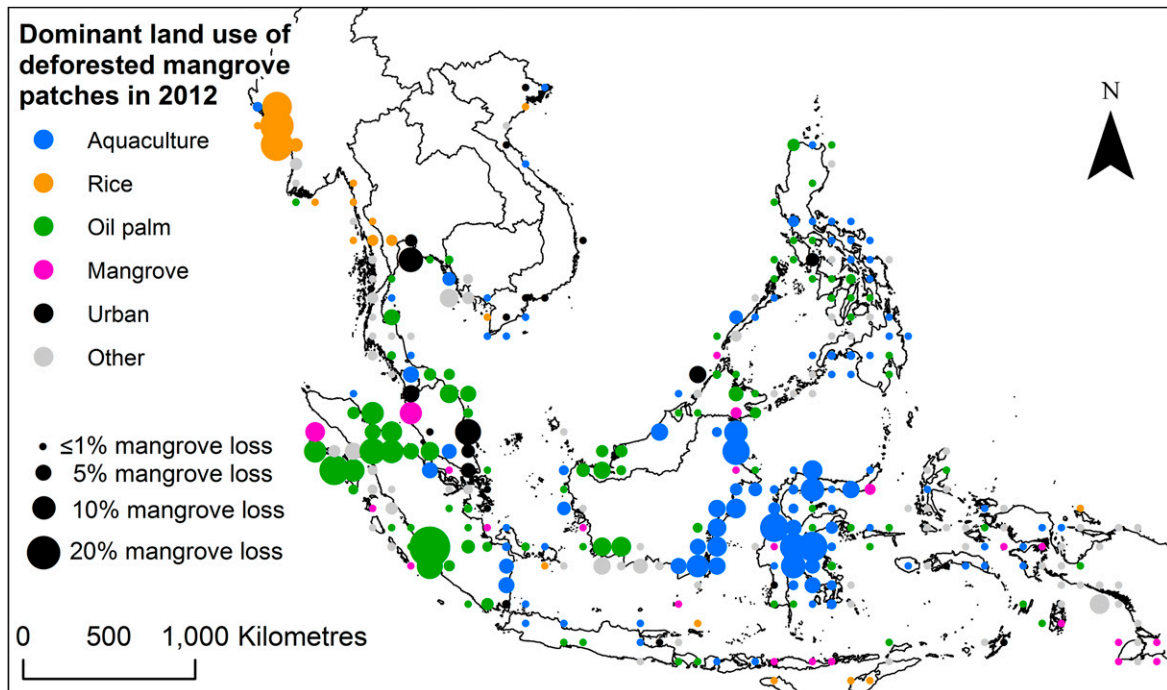 Dominant land use of
deforested mangrove
patches in 2012
Aquaculture
Rice
Oil palm
Mangrove
Urban
Other
≤1% mangrove loss
5% mangrove loss
10% mangrove loss
20% mangrove loss
0 500 1,000 Kilometres
N